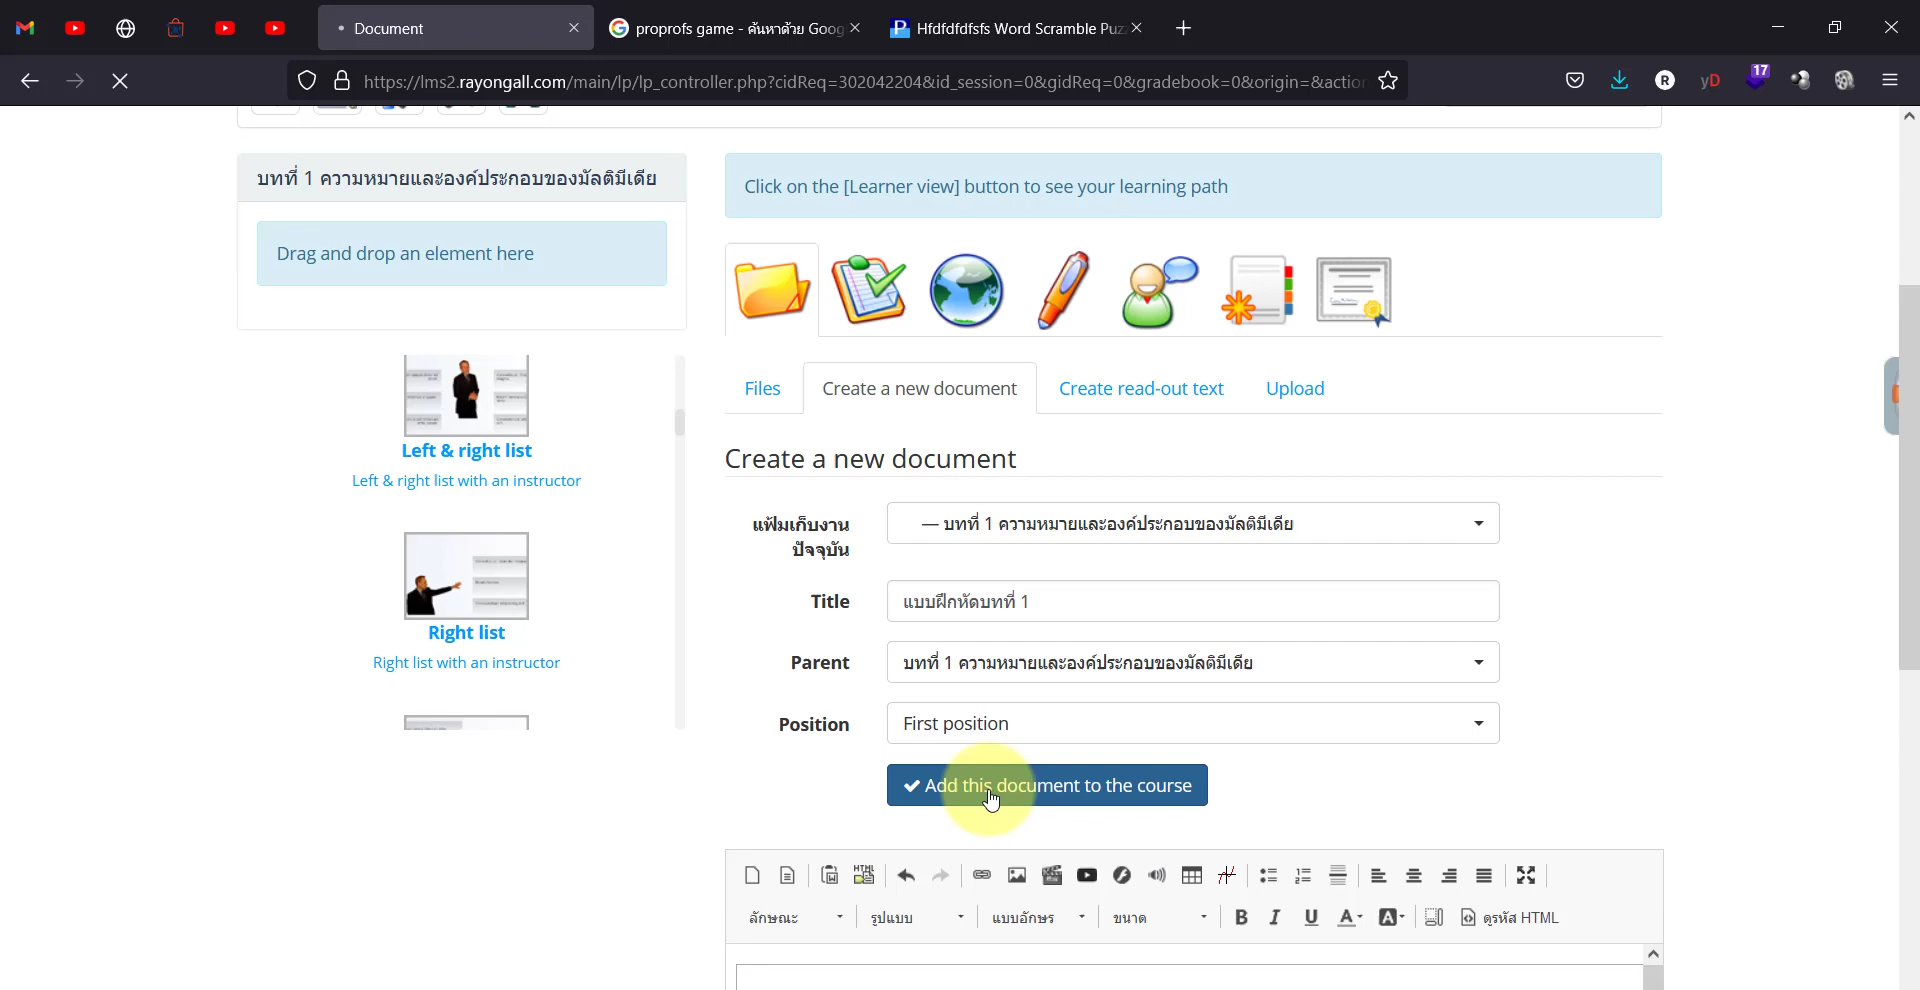 Document
proprofs game - ค้นหาด้วย Goog
Hfdfdfdfsfs Word Scramble Puz
https://lms2.rayongall.com/main/lp/lp_controller.php?cidReq=302042204&id_session=0&gidReq=0&gradebook=0&origin=&action
R
yD
17
บทที่ 1 ความหมายและองค์ประกอบของมัลติมีเดีย
Drag and drop an element here
Left & right list
Left & right list with an instructor
Right list
Right list with an instructor
Click on the [Learner view] button to see your learning path
Files
Create a new document
Create read-out text
Upload
Create a new document
แฟ้มเก็บงาน
ปัจจุบัน
— บทที่ 1 ความหมายและองค์ประกอบของมัลติมีเดีย
Title
แบบฝึกหัดบทที่ 1
Parent
บทที่ 1 ความหมายและองค์ประกอบของมัลติมีเดีย
Position
First position
Add this document to the course
HTML
ลักษณะ
รูปแบบ
แบบอักษร
ขนาด
B I U A A
ดูรหัส HTML